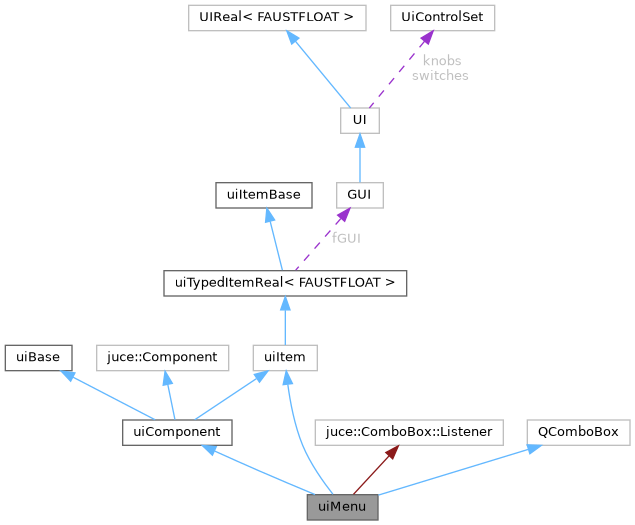 UIReal< FAUSTFLOAT >
UiControlSet
knobs
switches
UI
uiItemBase
GUI
fGUI
uiTypedItemReal< FAUSTFLOAT >
uiBase
juce::Component
uiItem
uiComponent
juce::ComboBox::Listener
QComboBox
uiMenu